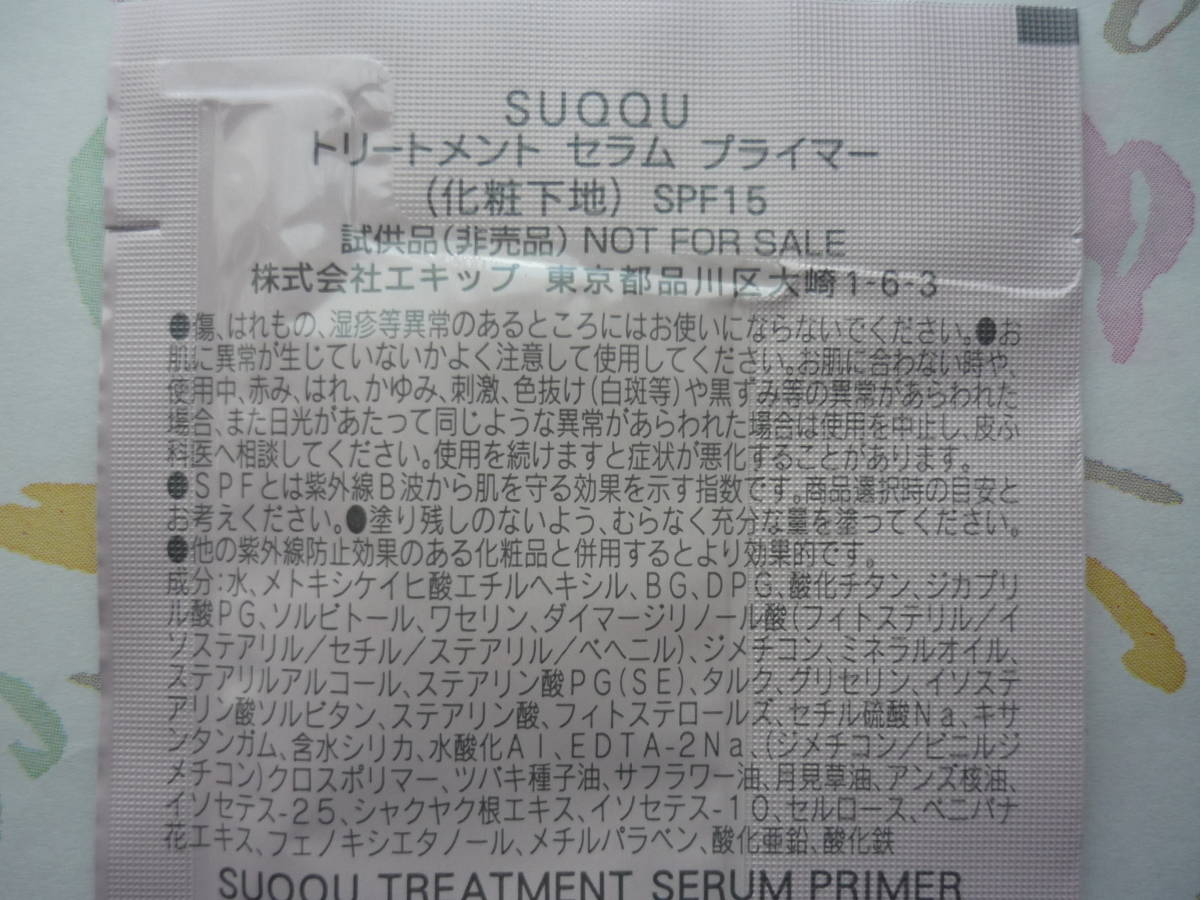 SUQQU
トリートメント セラム プライマー
（化粧下地） SPF15
試供品（非売品）NOT FOR SALE
株式会社エキップ 東京都品川区大崎1-6-3
●傷、はれもの、湿疹等異常のあるところにはお使いにならないでください。●お
肌に異常が生じていないかよく注意して使用してください。お肌に合わない時や、
使用中、赤み、はれ、かゆみ、刺激、色抜け（白斑等）や黒ずみ等の異常があらわれた
場合、また日光があたって同じような異常があらわれた場合は使用を中止し、皮ふ
科医へ相談してください。使用を続けますと症状が悪化することがあります。
●SPFとは紫外線B波から肌を守る効果を示す指数です。商品選択時の目安と
お考えください。●塗り残しのないよう、むらなく充分な量を塗ってください。
●他の紫外線防止効果のある化粧品と併用するとより効果的です。
成分：水、メトキシケイヒ酸エチルヘキシル、BG、DPG、酸化チタン、ジカプリ
ル酸PG、ソルビトール、ワセリン、ダイマージリノール酸（フィトステリル／イ
ソステアリル／セチル／ステアリル／ベヘニル）、ジメチコン、ミネラルオイル、
ステアリルアルコール、ステアリン酸PG（SE）、タルク、グリセリン、イソステ
アリン酸ソルビタン、ステアリン酸、フィトステロールズ、セチル硫酸Na、キサ
ンタンガム、含水シリカ、水酸化Al、EDTA-2Na、（ジメチコン／ビニルジ
メチコン）クロスポリマー、ツバキ種子油、サフラワー油、月見草油、アンズ核油、
イソセテス-25、シャクヤク根エキス、イソセテス-10、セルロース、ベニバナ
花エキス、フェノキシエタノール、メチルパラベン、酸化亜鉛、酸化鉄
SUQQU TREATMENT SERUM PRIMER